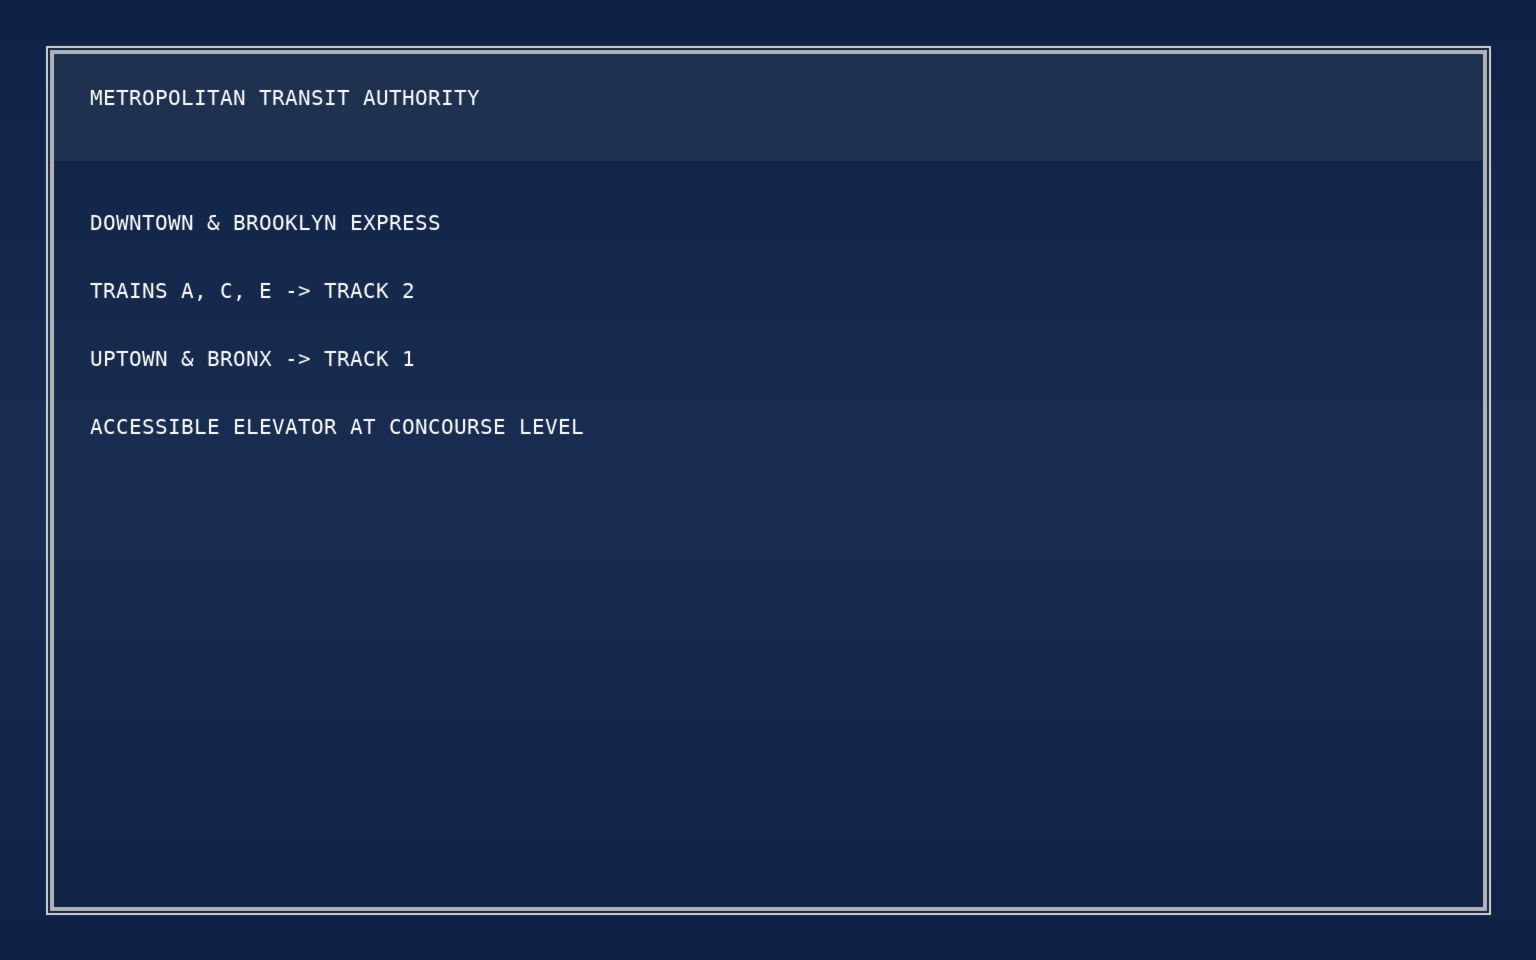 METROPOLITAN TRANSIT AUTHORITY
DOWNTOWN & BROOKLYN EXPRESS
TRAINS A, C, E -> TRACK 2
UPTOWN & BRONX -> TRACK 1
ACCESSIBLE ELEVATOR AT CONCOURSE LEVEL